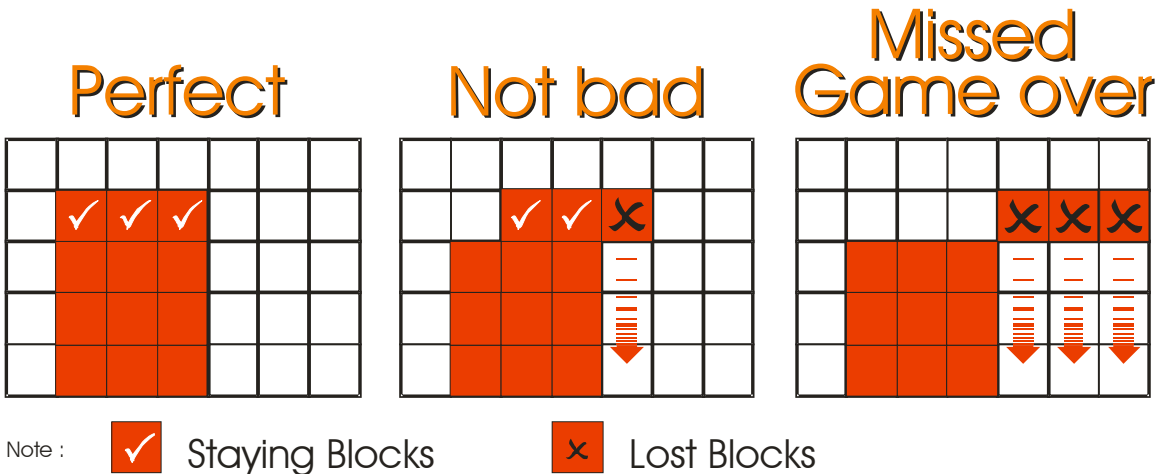 Perfect
Not bad
Missed
Game over
Note :
Staying Blocks
Lost Blocks